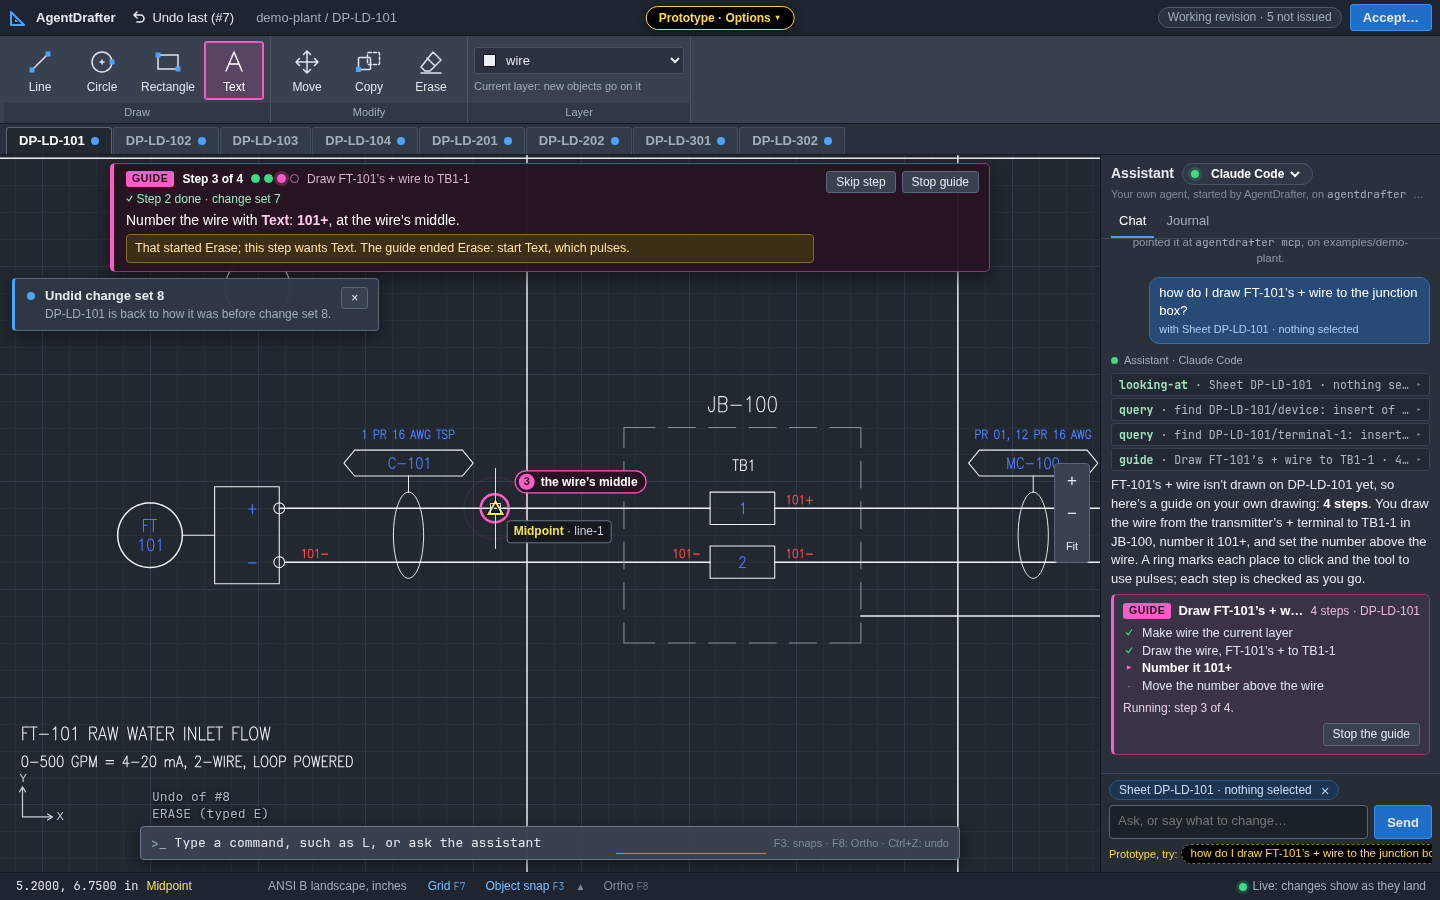 AgentDrafter
Undo last (#7)
demo-plant / DP-LD-101
Prototype · Options ▾
Working revision · 5 not issued
Accept…
Line
Circle
Rectangle
Text
Draw
Move
Copy
Erase
Modify
wire
Current layer: new objects go on it
Layer
DP-LD-101
DP-LD-102
DP-LD-103
DP-LD-104
DP-LD-201
DP-LD-202
DP-LD-301
DP-LD-302
GUIDE
Step 3 of 4
Draw FT-101's + wire to TB1-1
Skip step
Stop guide
✓ Step 2 done · change set 7
Number the wire with Text: 101+, at the wire's middle.
That started Erase; this step wants Text. The guide ended Erase: start Text, which pulses.
Undid change set 8
×
DP-LD-101 is back to how it was before change set 8.
JB-100
1 PR 16 AWG TSP
PR 01, 12 PR 16 AWG
C-101
TB1
MC-100
3 the wire's middle
FT
101
+
−
1
101+
Midpoint · line-1
101−
101−
2
101−
+
−
Fit
FT-101 RAW WATER INLET FLOW
0-500 GPM = 4-20 mA, 2-WIRE, LOOP POWERED
Y
X
Undo of #8
ERASE (typed E)
>_ Type a command, such as L, or ask the assistant
F3: snaps · F8: Ortho · Ctrl+Z: undo
5.2000, 6.7500 in Midpoint
ANSI B landscape, inches
Grid F7
Object snap F3
▲
Ortho F8
Live: changes show as they land
Assistant
Claude Code
Your own agent, started by AgentDrafter, on agentdrafter …
Chat
Journal
pointed it at agentdrafter mcp, on examples/demo-
plant.
how do I draw FT-101's + wire to the junction
box?
with Sheet DP-LD-101 · nothing selected
Assistant · Claude Code
looking-at · Sheet DP-LD-101 · nothing se… ▸
query · find DP-LD-101/device: insert of … ▸
query · find DP-LD-101/terminal-1: insert… ▸
guide · Draw FT-101's + wire to TB1-1 · 4… ▸
FT-101's + wire isn't drawn on DP-LD-101 yet, so
here's a guide on your own drawing: 4 steps. You draw
the wire from the transmitter's + terminal to TB1-1 in
JB-100, number it 101+, and set the number above the
wire. A ring marks each place to click and the tool to
use pulses; each step is checked as you go.
GUIDE
Draw FT-101's + w…
4 steps · DP-LD-101
✓ Make wire the current layer
✓ Draw the wire, FT-101's + to TB1-1
▸ Number it 101+
· Move the number above the wire
Running: step 3 of 4.
Stop the guide
Sheet DP-LD-101 · nothing selected ×
Ask, or say what to change…
Send
Prototype, try: how do I draw FT-101's + wire to the junction bo